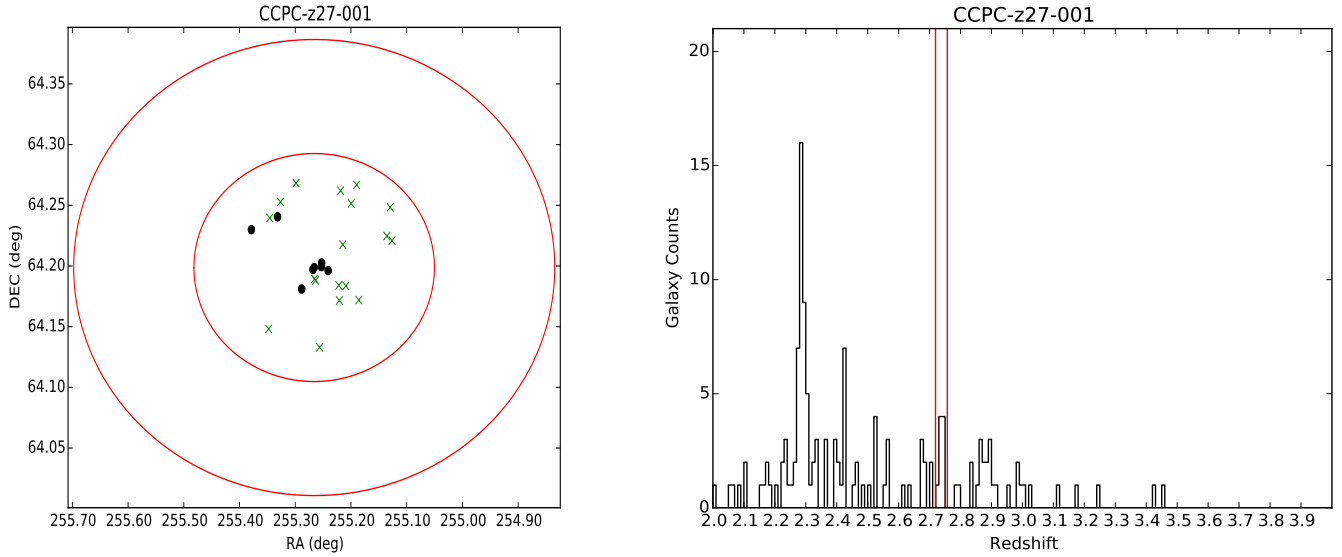 CCPC-z27-001
64.35
64.30
64.25
64.20
64.15
64.10
64.05
DEC (deg)
255.70 255.60 255.50 255.40 255.30 255.20 255.10 255.00 254.90
RA (deg)
CCPC-z27-001
20
15
10
5
0
Galaxy Counts
2.0 2.1 2.2 2.3 2.4 2.5 2.6 2.7 2.8 2.9 3.0 3.1 3.2 3.3 3.4 3.5 3.6 3.7 3.8 3.9
Redshift